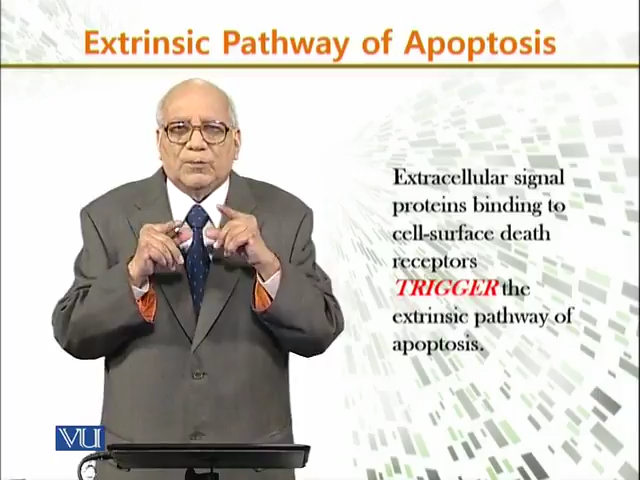 Extrinsic Pathway of Apoptosis
Extracellular signal
proteins binding to
cell-surface death
receptors
TRIGGER the
extrinsic pathway of
apoptosis.
VU